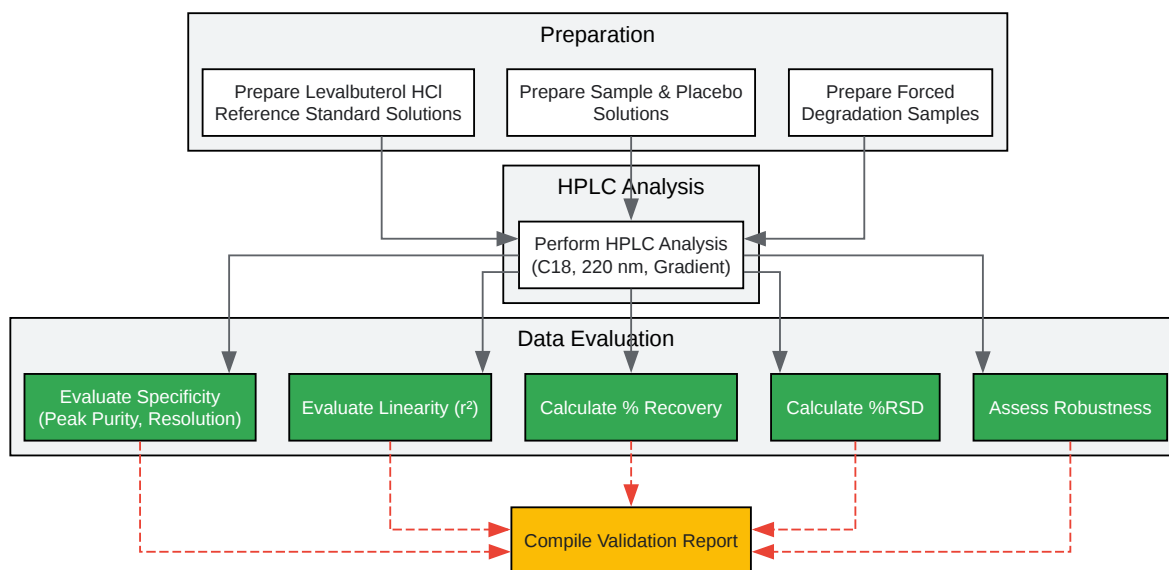 Preparation
Prepare Levalbuterol HCl
Reference Standard Solutions
Prepare Sample & Placebo
Solutions
Prepare Forced
Degradation Samples
HPLC Analysis
Perform HPLC Analysis
(C18, 220 nm, Gradient)
Data Evaluation
Evaluate Specificity
(Peak Purity, Resolution)
Evaluate Linearity (r²)
Calculate % Recovery
Calculate %RSD
Assess Robustness
Compile Validation Report